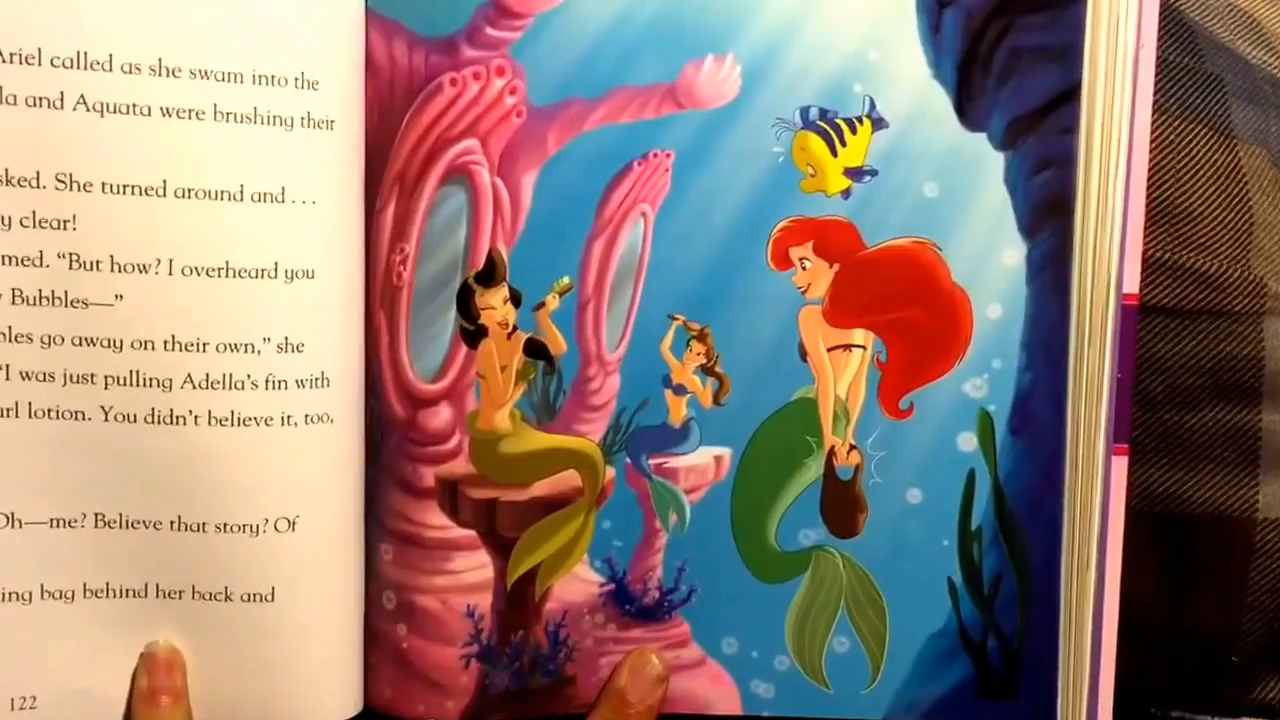 Ariel called as she swam into the
la and Aquata were brushing their
sked. She turned around and . . .
y clear!
med. “But how? I overheard you
Bubbles—”
bles go away on their own,” she
“I was just pulling Adella’s fin with
url lotion. You didn’t believe it, too,
Oh—me? Believe that story? Of
ing bag behind her back and
122